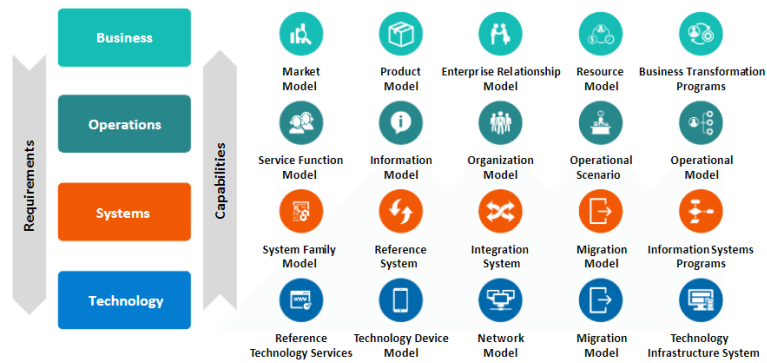 Requirements
Capabilities
Business
Market
Model
Product
Model
Enterprise Relationship
Model
Resource
Model
Business Transformation
Programs
Operations
Service Function
Model
Information
Model
Organization
Model
Operational
Scenario
Operational
Model
Systems
System Family
Model
Reference
System
Integration
System
Migration
Model
Information Systems
Programs
Technology
WWW
Reference
Technology Services
Technology Device
Model
Network
Model
Migration
Model
Technology
Infrastructure System